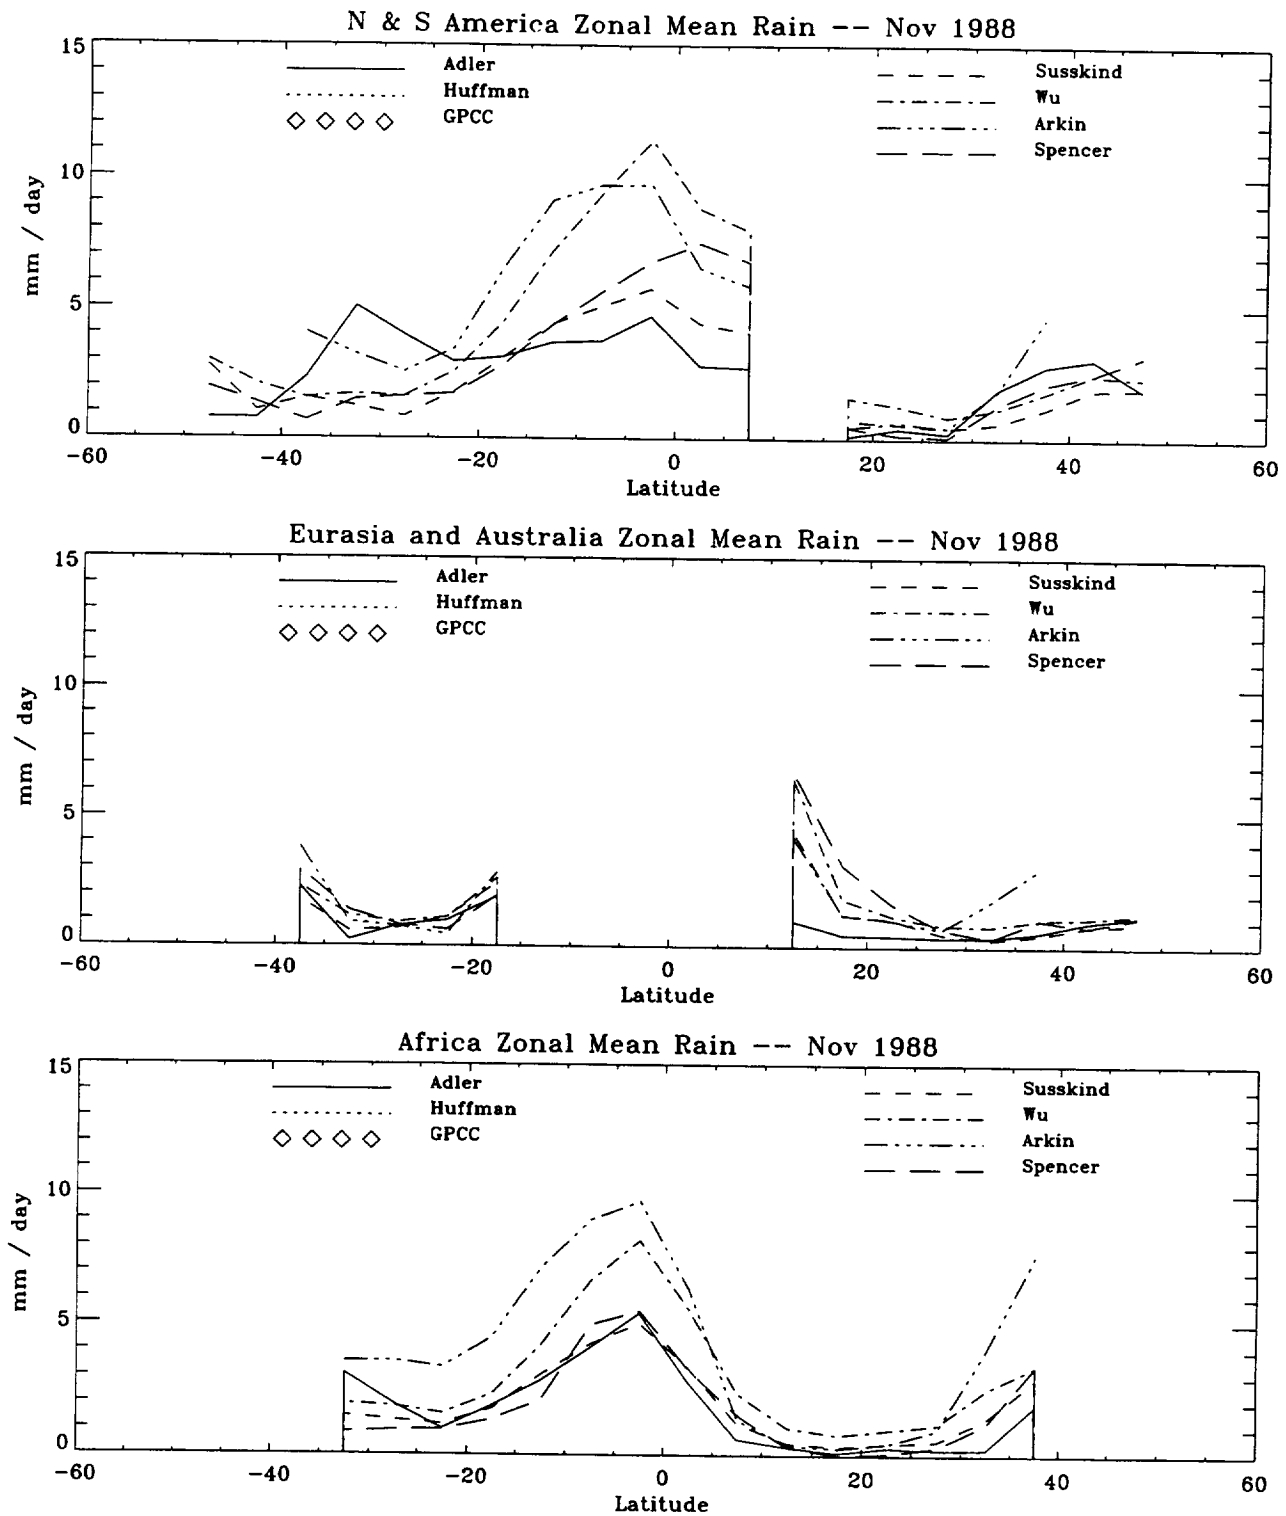 N & S America Zonal Mean Rain -- Nov 1988
15
10
5
0
mm / day
Adler
Huffman
GPCC
Susskind
Wu
Arkin
Spencer
-60
-40
-20
0
20
40
60
Latitude
Eurasia and Australia Zonal Mean Rain -- Nov 1988
15
10
5
0
mm / day
Adler
Huffman
GPCC
Susskind
Wu
Arkin
Spencer
-60
-40
-20
0
20
40
60
Latitude
Africa Zonal Mean Rain -- Nov 1988
15
10
5
0
mm / day
Adler
Huffman
GPCC
Susskind
Wu
Arkin
Spencer
-60
-40
-20
0
20
40
60
Latitude